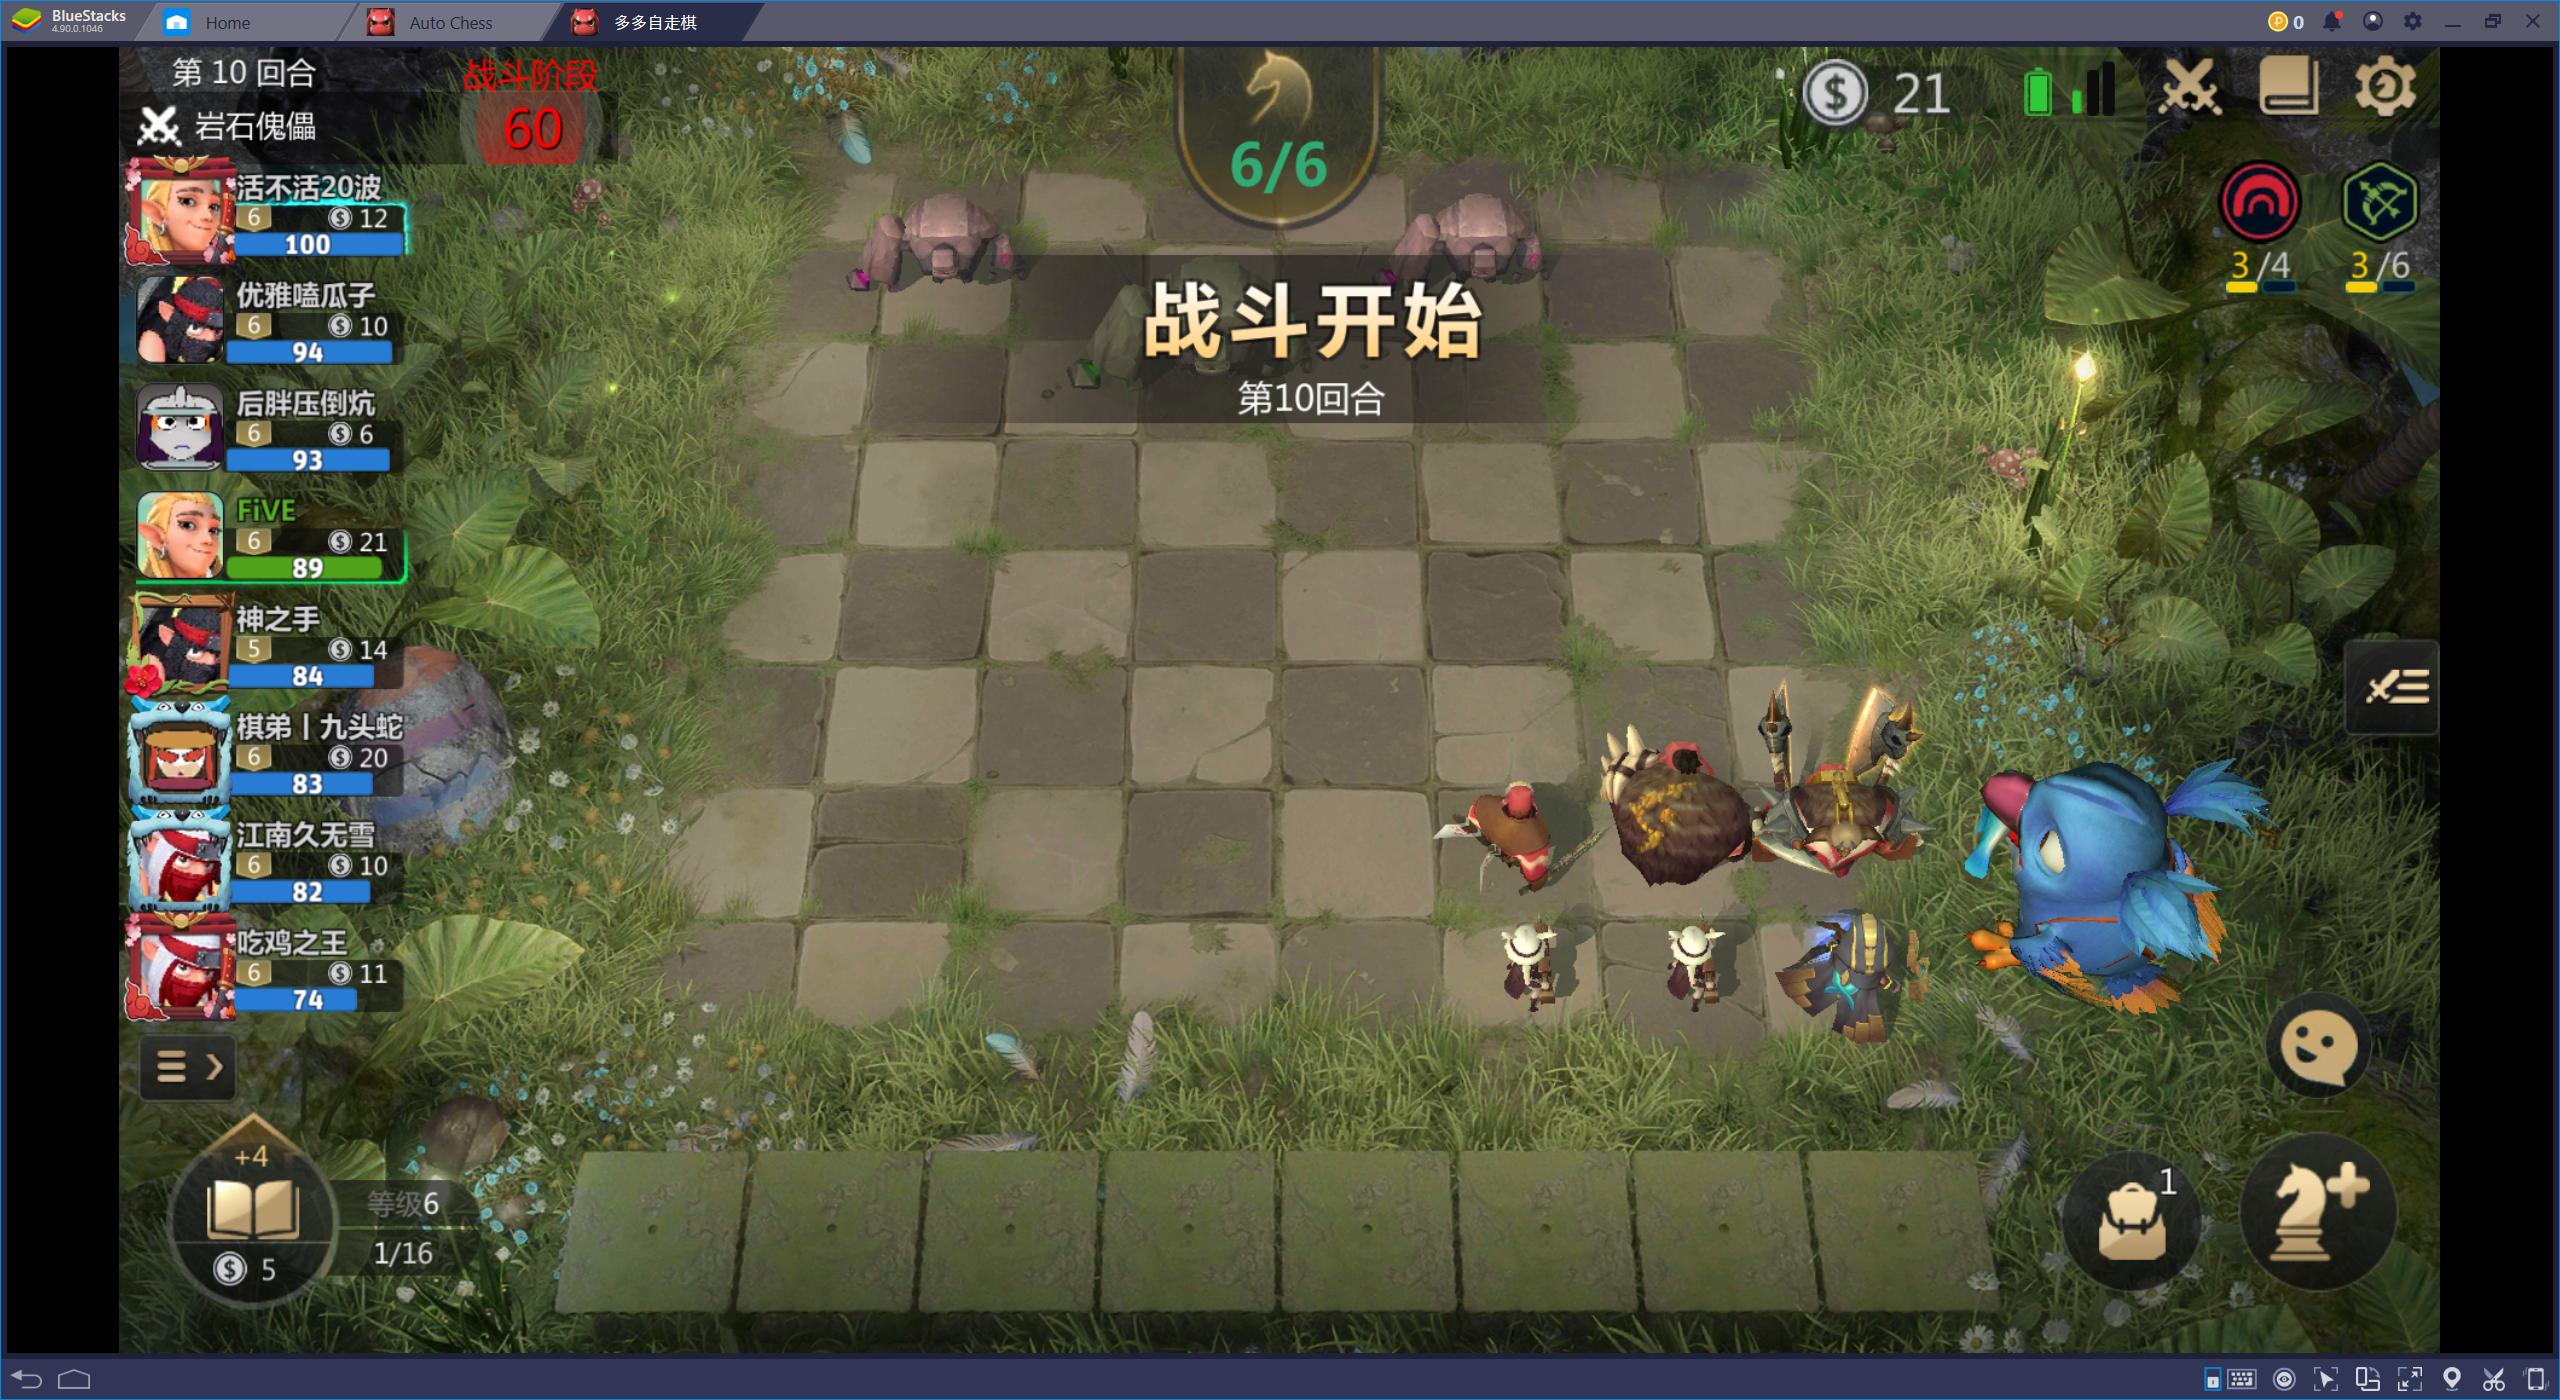 BlueStacks
4.90.0.1046
Home
Auto Chess
多多自走棋
0
第 10 回合
战斗阶段
60
岩石傀儡
6/6
21
3/4
3/6
战斗开始
第10回合
活不活20波
6 12
100
优雅嗑瓜子
6 10
94
后胖压倒炕
6 6
93
FiVE
6 21
89
神之手
5 14
84
棋弟丨九头蛇
6 20
83
江南久无雪
6 10
82
吃鸡之王
6 11
74
+4
5
等级6
1/16
1